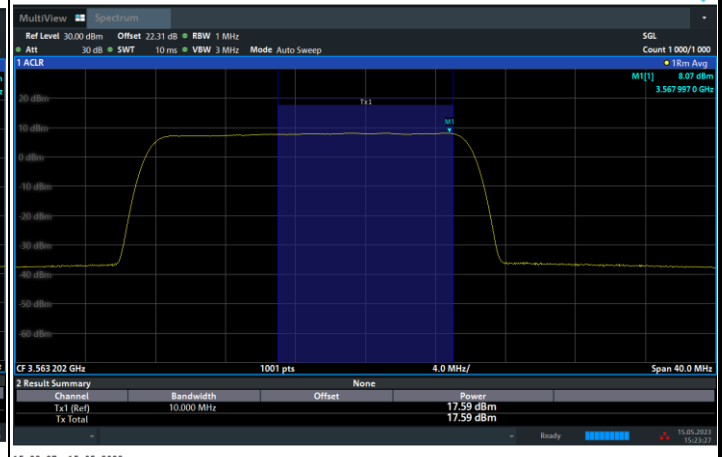 MultiView Spectrum
Ref Level 30.00 dBm Offset 22.31 dB RBW 1 MHz SGL
Att 30 dB SWT 10 ms VBW 3 MHz Mode Auto Sweep Count 1 000/1 000
1 ACLR 1Rm Avg
M1[1] 8.07 dBm
3.567 997 0 GHz
20 dBm
Tx1
10 dBm
M1
0 dBm
-10 dBm
-20 dBm
-30 dBm
-40 dBm
-50 dBm
-60 dBm
CF 3.563 202 GHz 1001 pts 4.0 MHz/ Span 40.0 MHz
2 Result Summary None
Channel Bandwidth Offset Power
Tx1 (Ref) 10.000 MHz 17.59 dBm
Tx Total 17.59 dBm
Ready 15.05.2023
15:23:27